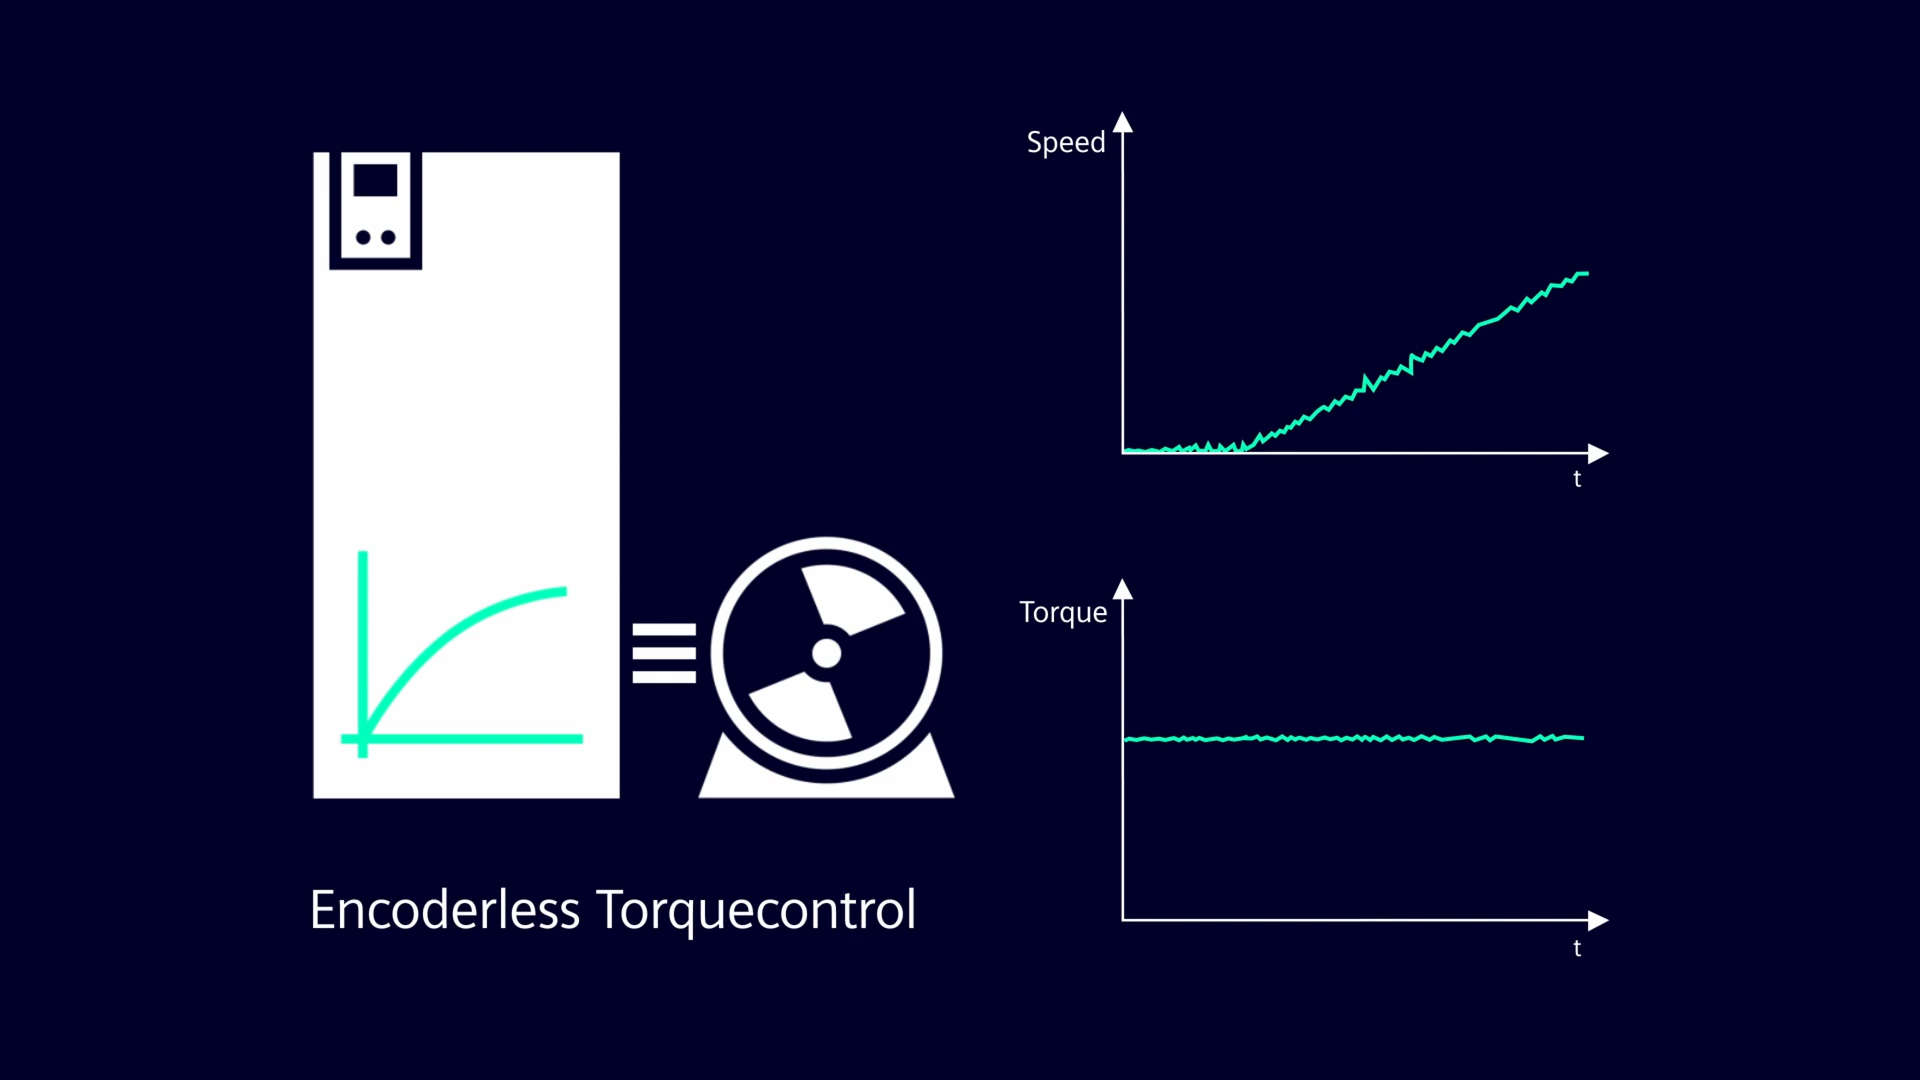 Speed
t
Torque
t
Encoderless Torquecontrol